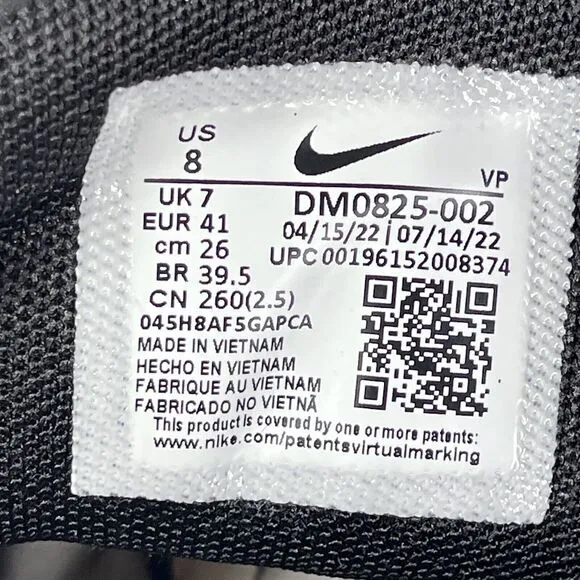 US
8
VP
UK 7
EUR 41
cm 26
BR 39.5
CN 260(2.5)
DM0825-002
04/15/22 | 07/14/22
UPC 00196152008374
045H8AF5GAPCA
MADE IN VIETNAM
HECHO EN VIETNAM
FABRIQUE AU VIETNAM
FABRICADO NO VIETNÃ
This product is covered by one or more patents:
www.nike.com/patentsvirtualmarking